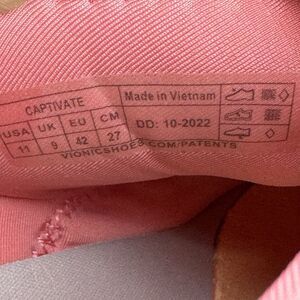 CAPTIVATE
Made in Vietnam
USA UK EU CM
11 9 42 27
DD: 10-2022
VIONICSHOES.COM/PATENTS